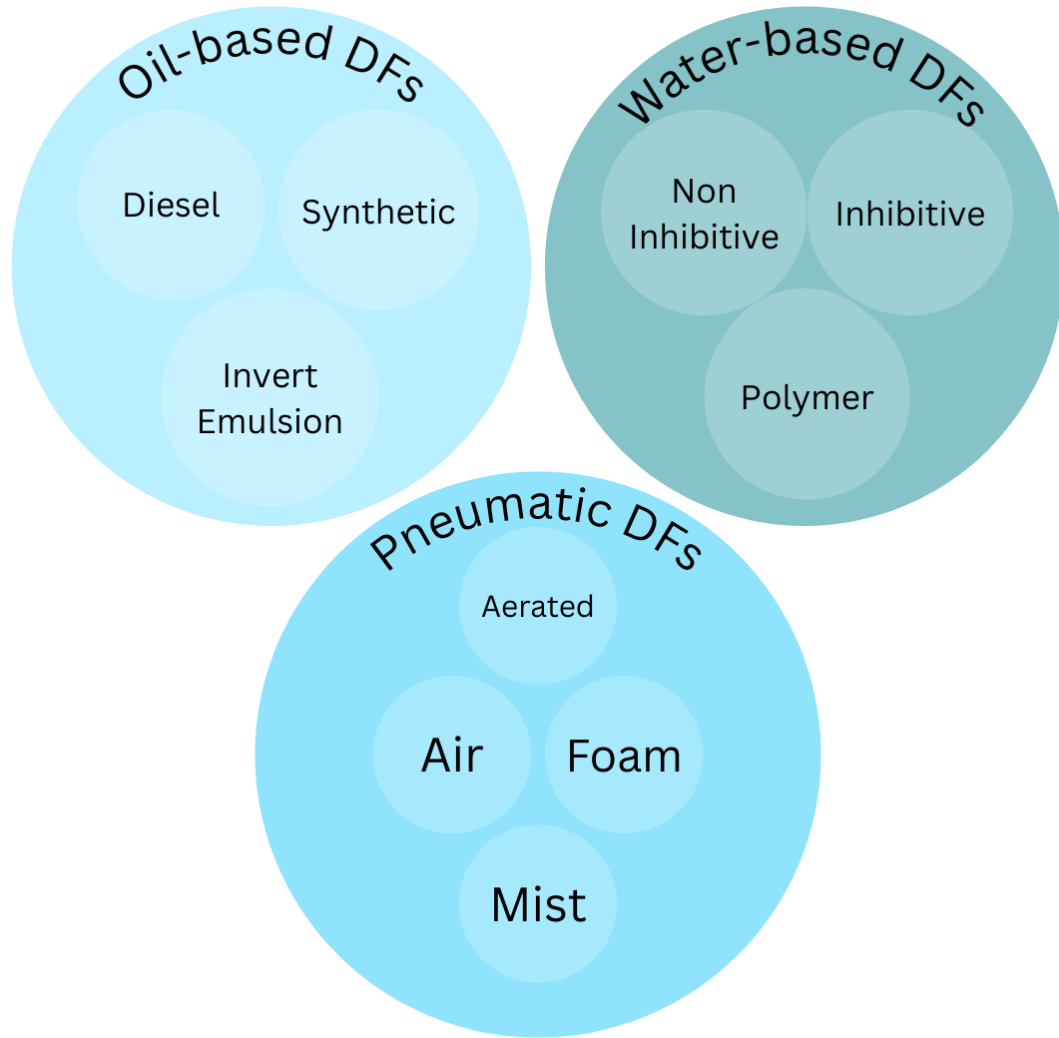 Oil-based DFs
Diesel
Synthetic
Invert
Emulsion
Water-based DFs
Non
Inhibitive
Inhibitive
Polymer
Pneumatic DFs
Aerated
Air
Foam
Mist